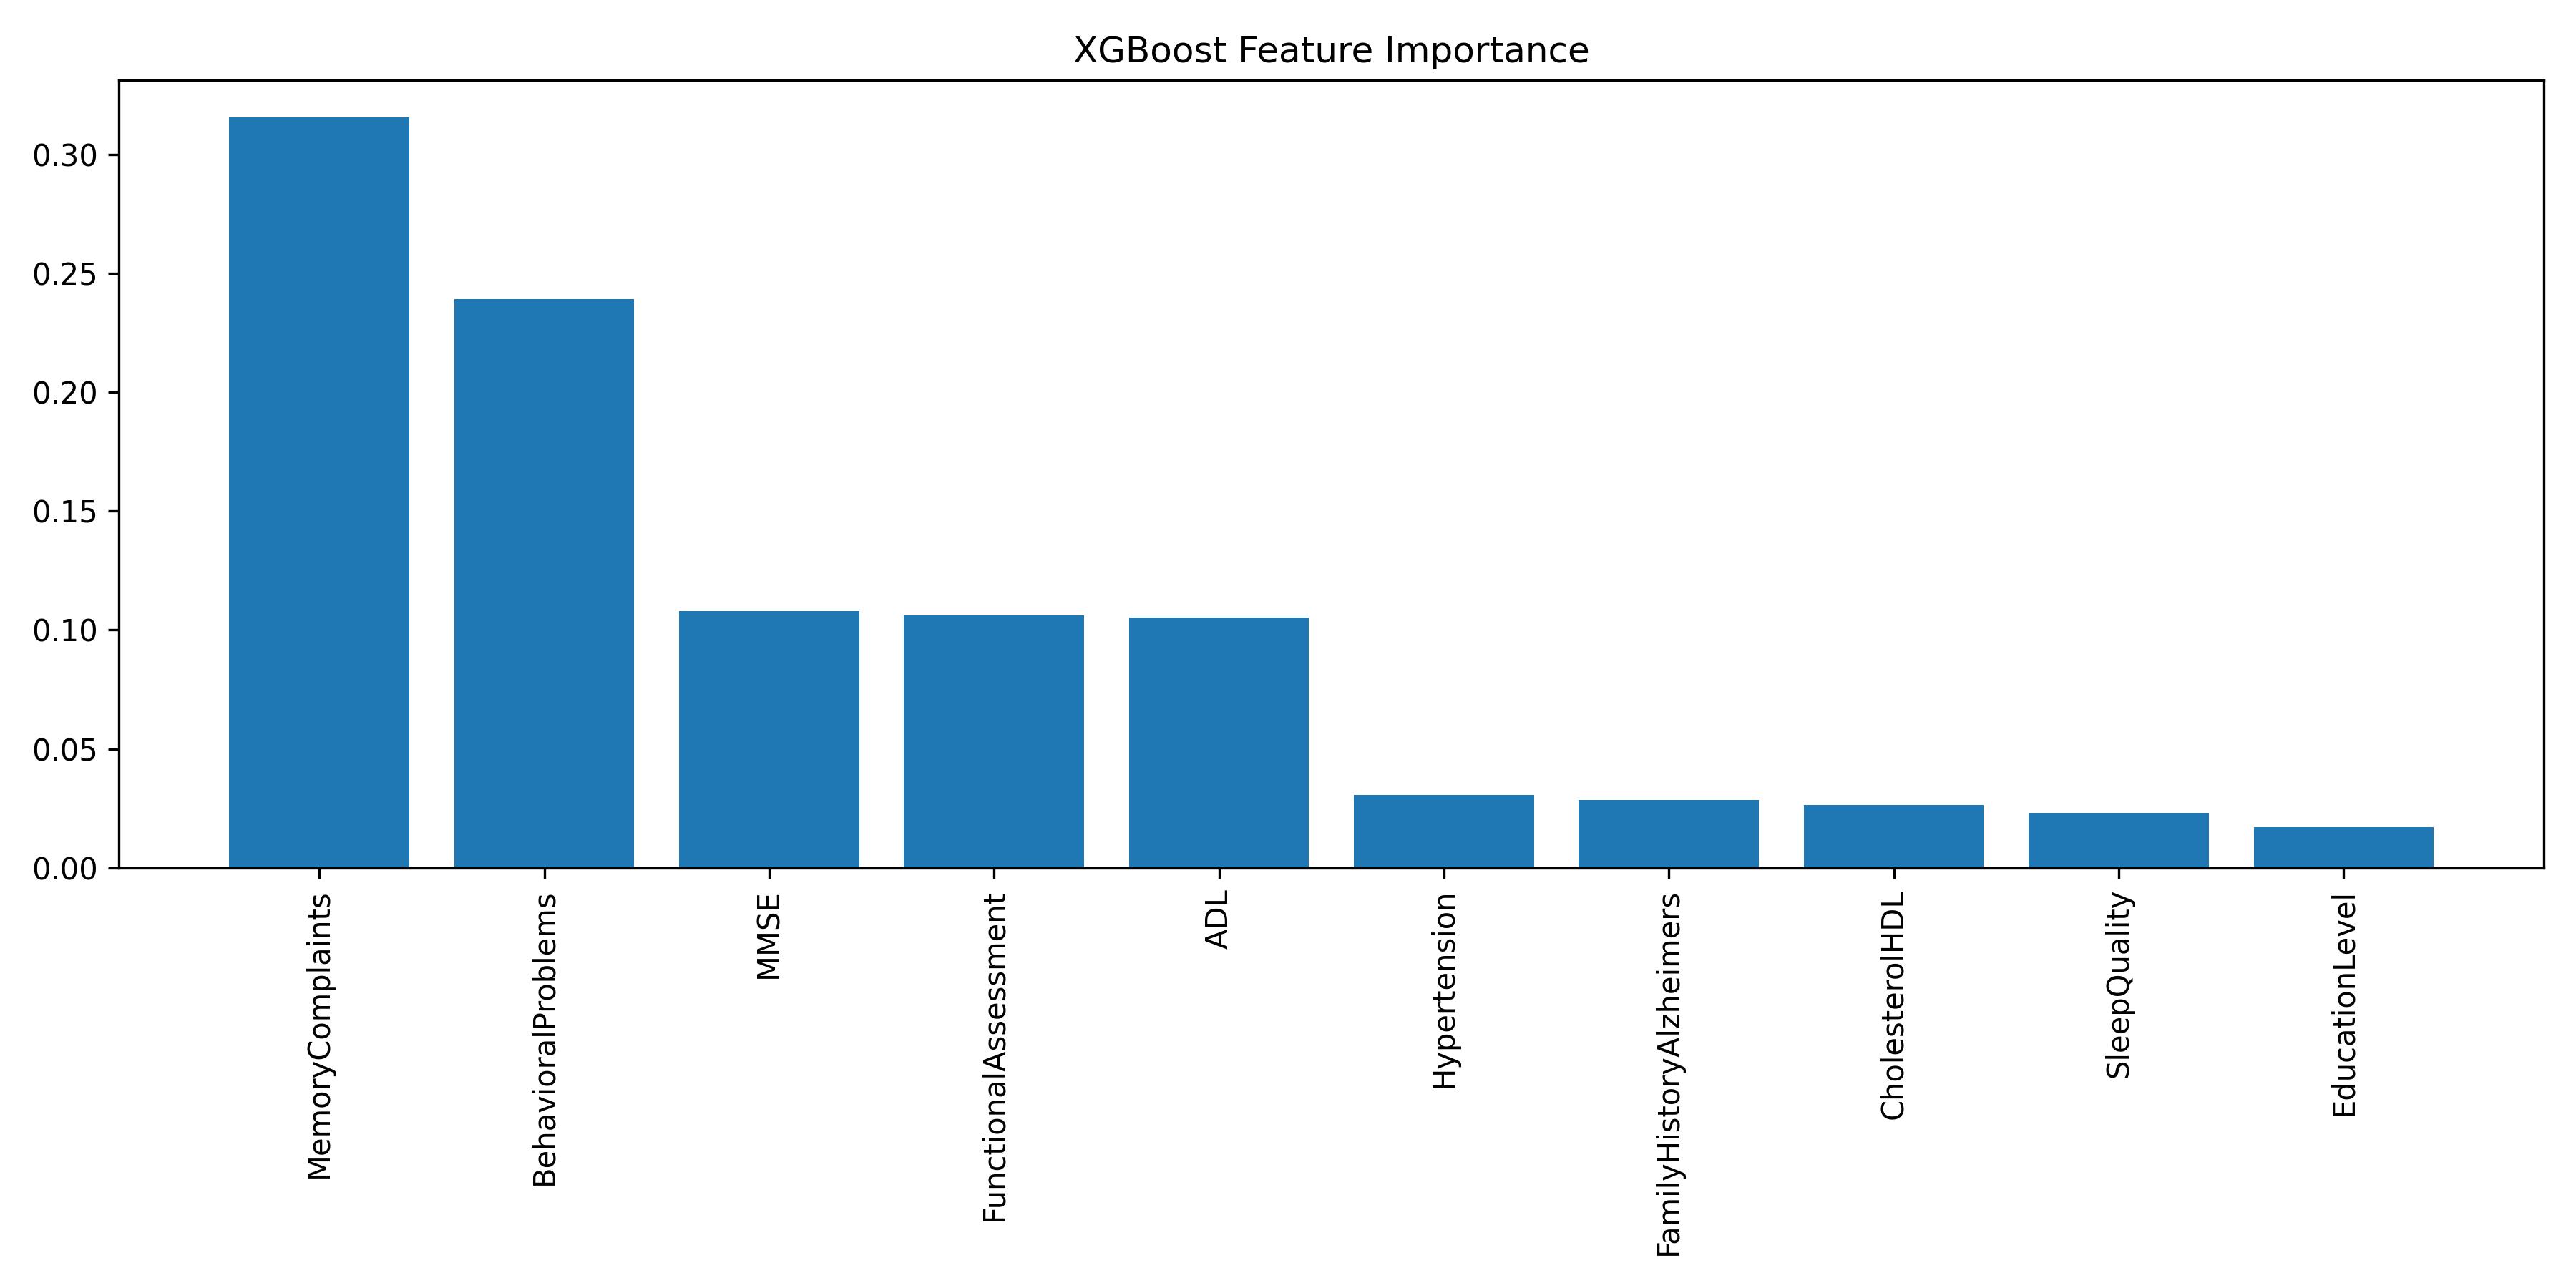 XGBoost Feature Importance
0.30
0.25
0.20
0.15
0.10
0.05
0.00
MemoryComplaints
BehavioralProblems
MMSE
FunctionalAssessment
ADL
Hypertension
FamilyHistoryAlzheimers
CholesterolHDL
SleepQuality
EducationLevel